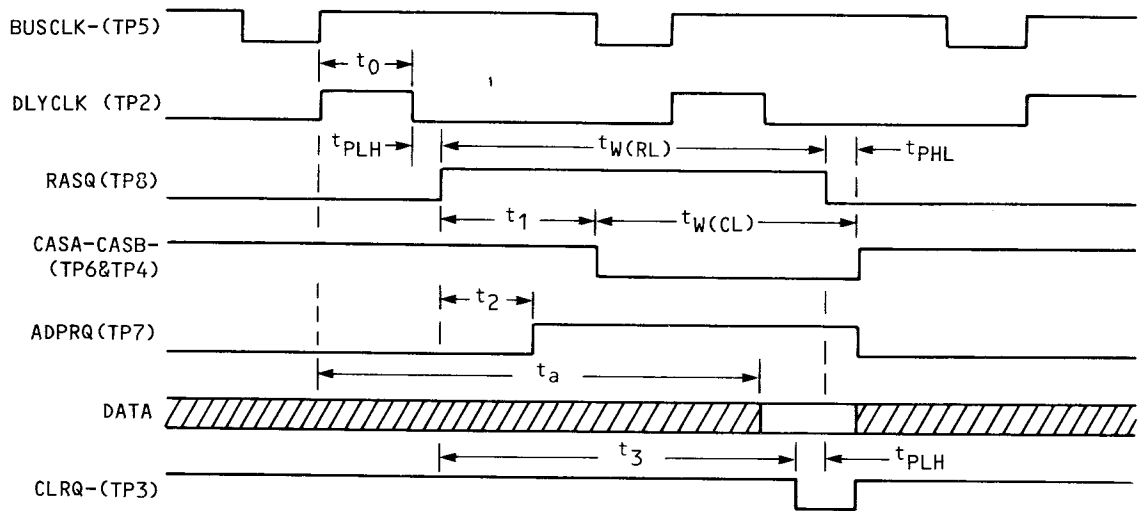 BUSCLK-(TP5)
t0
DLYCLK (TP2)
tPLH
tW(RL)
tPHL
RASQ(TP8)
t1
tW(CL)
CASA-CASB-
(TP6&TP4)
t2
ADPRQ(TP7)
ta
DATA
t3
tPLH
CLRQ-(TP3)